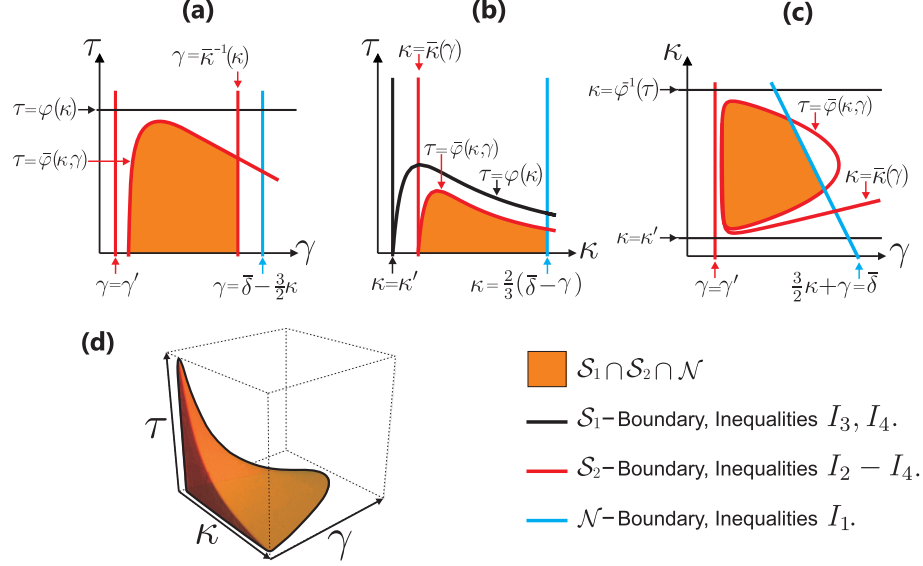 (a)
τ
γ=κ̄⁻¹(κ)
τ=φ(κ)
τ=φ̄(κ,γ)
γ
γ=γ′
γ=δ̄−3/2κ
(b)
τ
κ=κ̄(γ)
τ=φ̄(κ,γ)
τ=φ(κ)
κ
κ=κ′
κ=2/3(δ̄−γ)
(c)
κ
κ=φ̄¹(τ)
τ=φ̄(κ,γ)
κ=κ̄(γ)
κ=κ′
γ
γ=γ′
3/2κ+γ=δ̄
(d)
τ
κ
γ
S₁∩S₂∩N
S₁−Boundary, Inequalities I₃, I₄.
S₂−Boundary, Inequalities I₂ − I₄.
N−Boundary, Inequalities I₁.